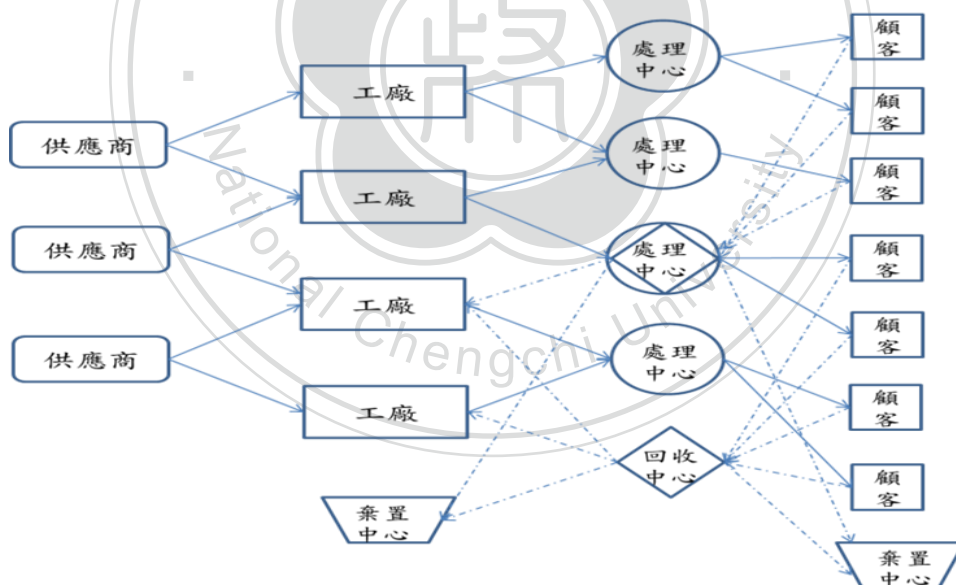 供應商
供應商
供應商
工廠
工廠
工廠
工廠
棄置
中心
處理
中心
處理
中心
處理
中心
處理
中心
回收
中心
顧
客
顧
客
顧
客
顧
客
顧
客
顧
客
顧
客
棄置
中心
政
National Chengchi University